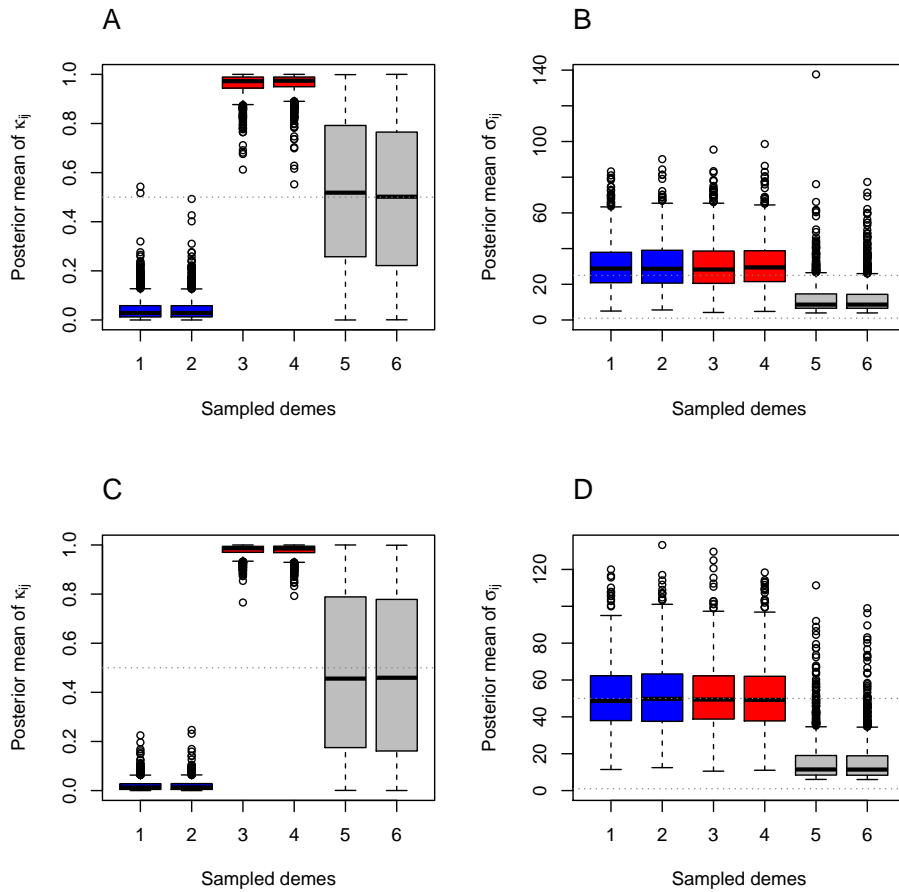 A
Posterior mean of κij
1.0
0.8
0.6
0.4
0.2
0.0
1 2 3 4 5 6
Sampled demes
B
Posterior mean of σij
140
100
60
20
0
1 2 3 4 5 6
Sampled demes
C
Posterior mean of κij
1.0
0.8
0.6
0.4
0.2
0.0
1 2 3 4 5 6
Sampled demes
D
Posterior mean of σij
120
80
60
40
20
0
1 2 3 4 5 6
Sampled demes